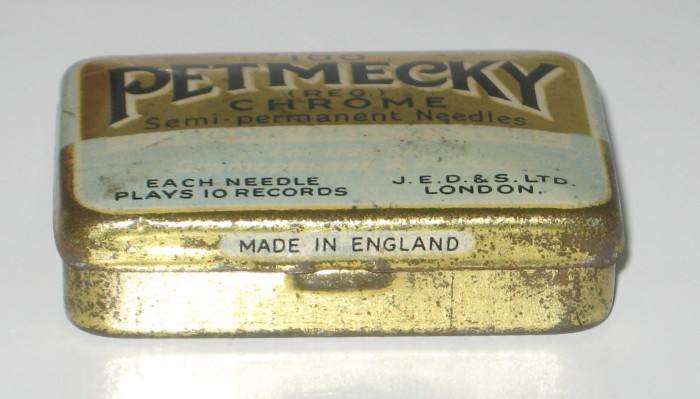 100
PETMECKY
(REG.)
CHROME
Semi-permanent Needles
EACH NEEDLE
PLAYS 10 RECORDS
J. E. D. & S. LTD.
LONDON.
MADE IN ENGLAND